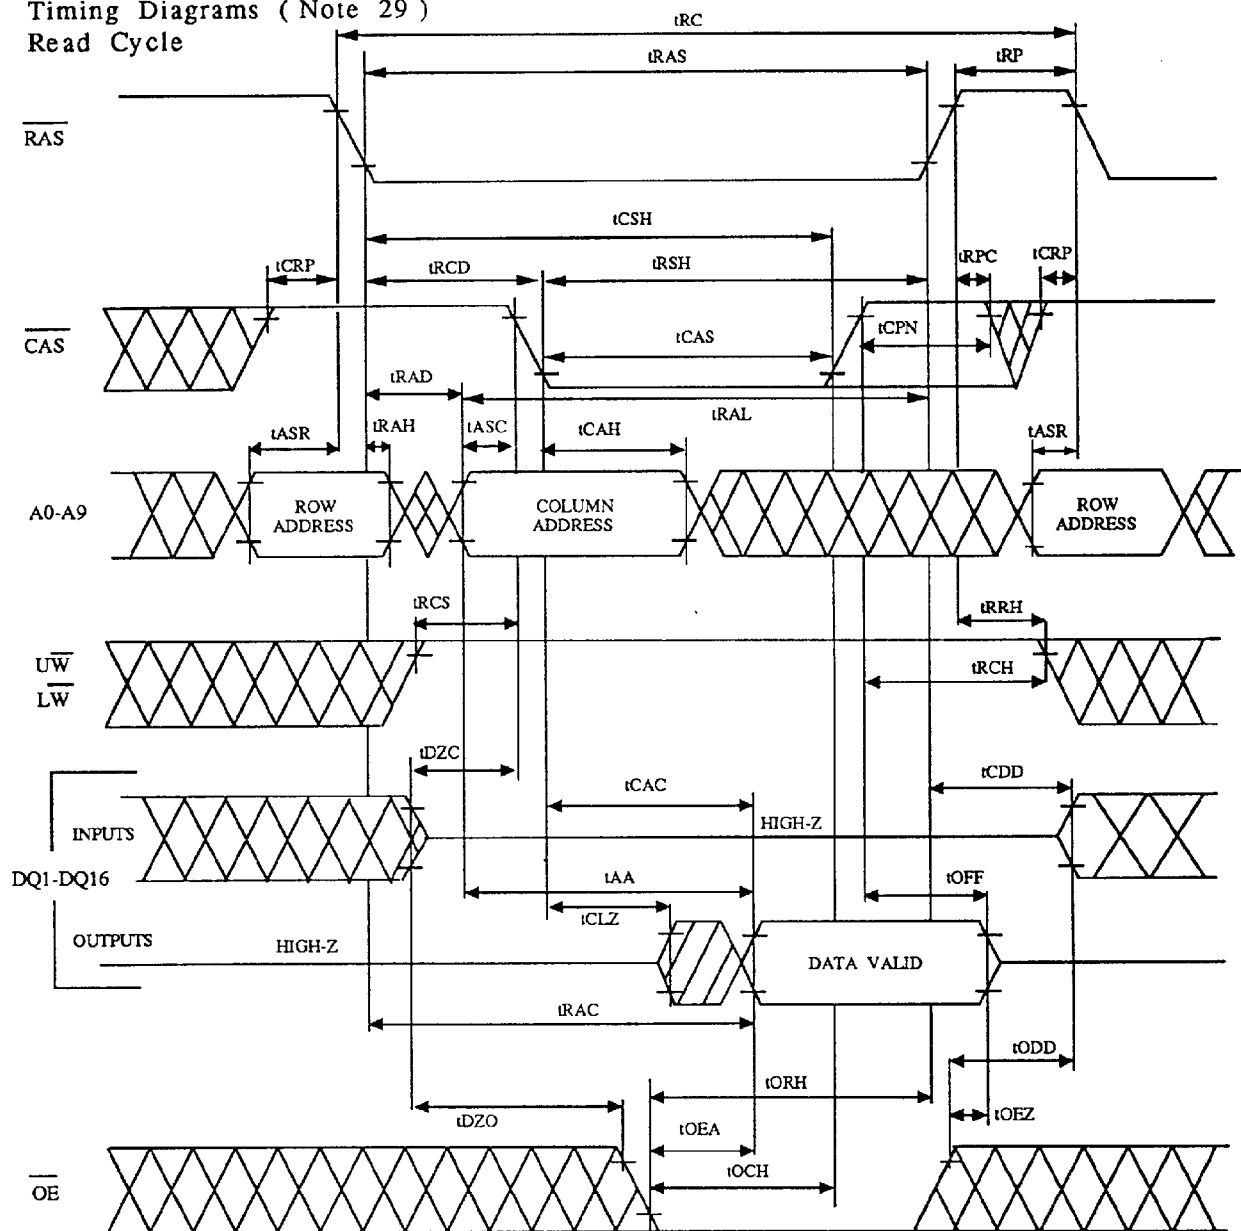 Timing Diagrams ( Note 29 )
Read Cycle
tRC
tRAS
tRP
RAS
tCSH
tCRP
tRCD
tRSH
tRPC
tCRP
CAS
tCAS
tCPN
tRAD
tRAL
tASR
tRAH
tASC
tCAH
tASR
A0-A9
ROW
ADDRESS
COLUMN
ADDRESS
ROW
ADDRESS
tRCS
tRRH
UW
LW
tRCH
tDZC
tCAC
tCDD
INPUTS
HIGH-Z
DQ1-DQ16
tAA
tOFF
tCLZ
OUTPUTS
HIGH-Z
DATA VALID
tRAC
tODD
tORH
tDZO
tOEA
tOEZ
tOCH
OE